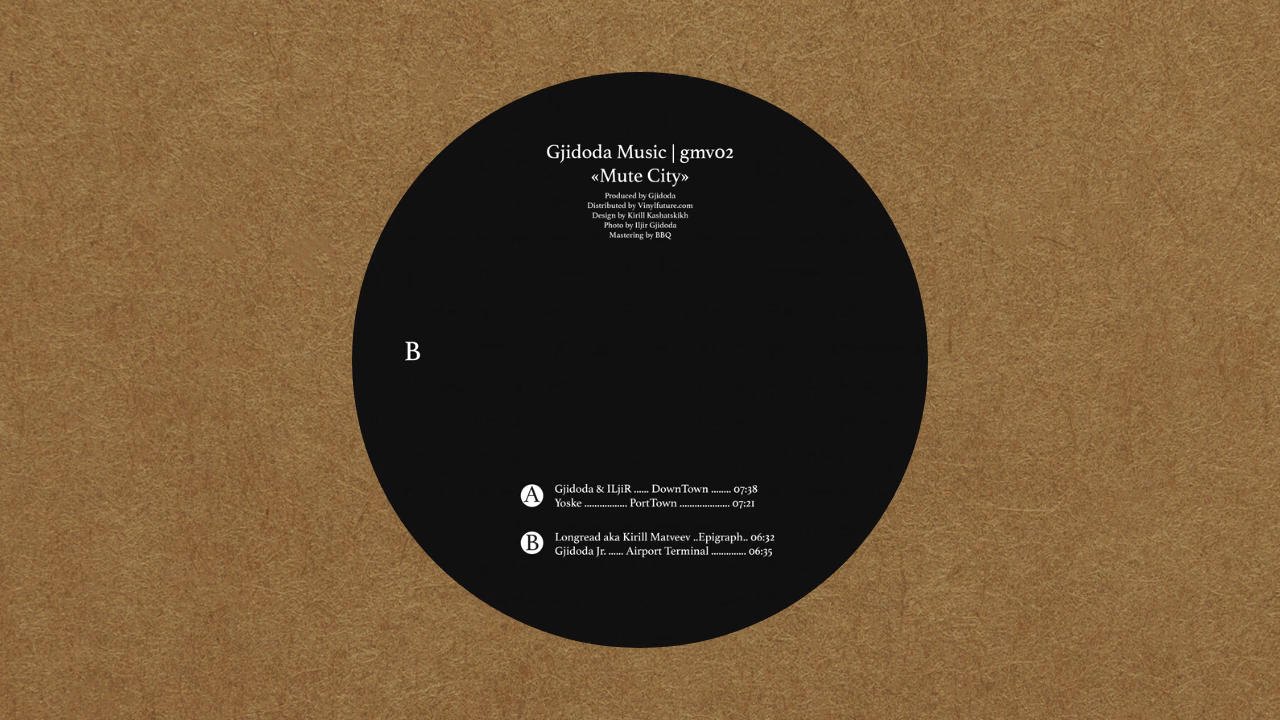 Gjidoda Music | gmv02
«Mute City»
Produced by Gjidoda
Distributed by Vinylfuture.com
Design by Kirill Kashatskikh
Photo by Iljir Gjidoda
Mastering by BBQ
B
A
Gjidoda & ILjiR ...... DownTown ........ 07:38
Yoske ................. PortTown .................... 07:21
B
Longread aka Kirill Matveev ..Epigraph.. 06:32
Gjidoda Jr. ...... Airport Terminal .............. 06:35